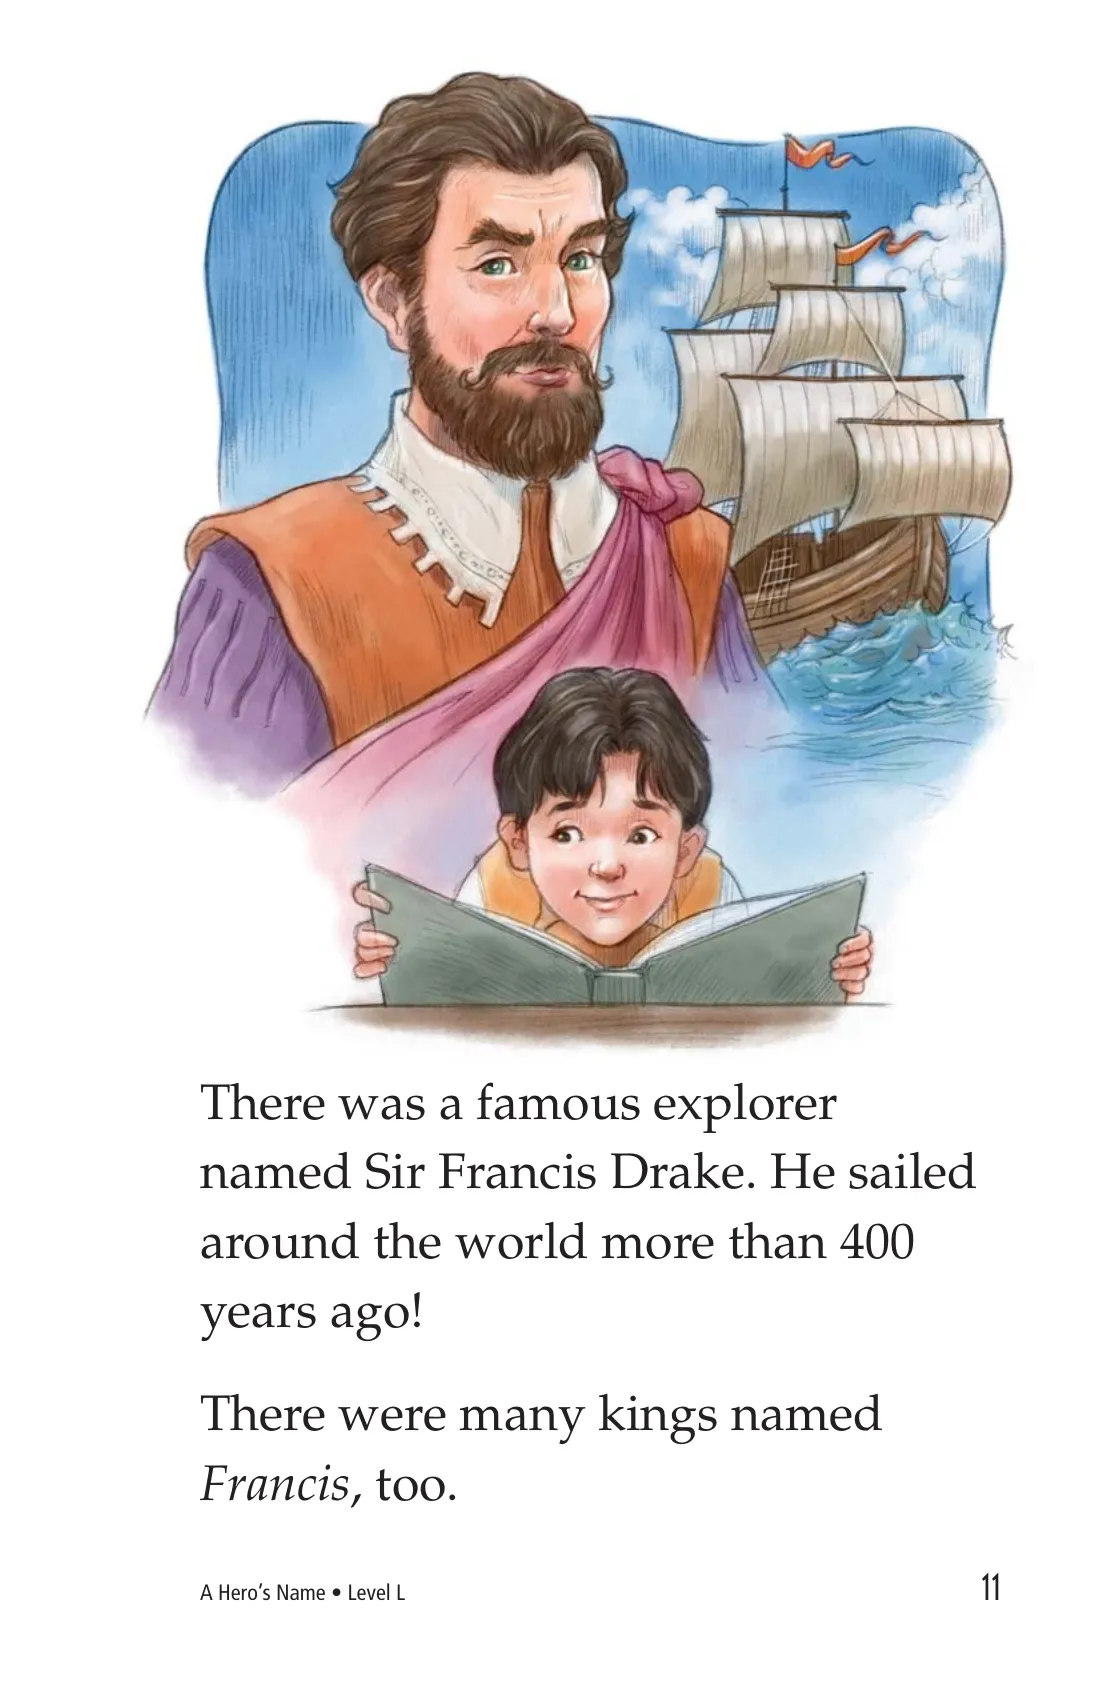 There was a famous explorer
named Sir Francis Drake. He sailed
around the world more than 400
years ago!
There were many kings named
Francis, too.
A Hero’s Name • Level L
11